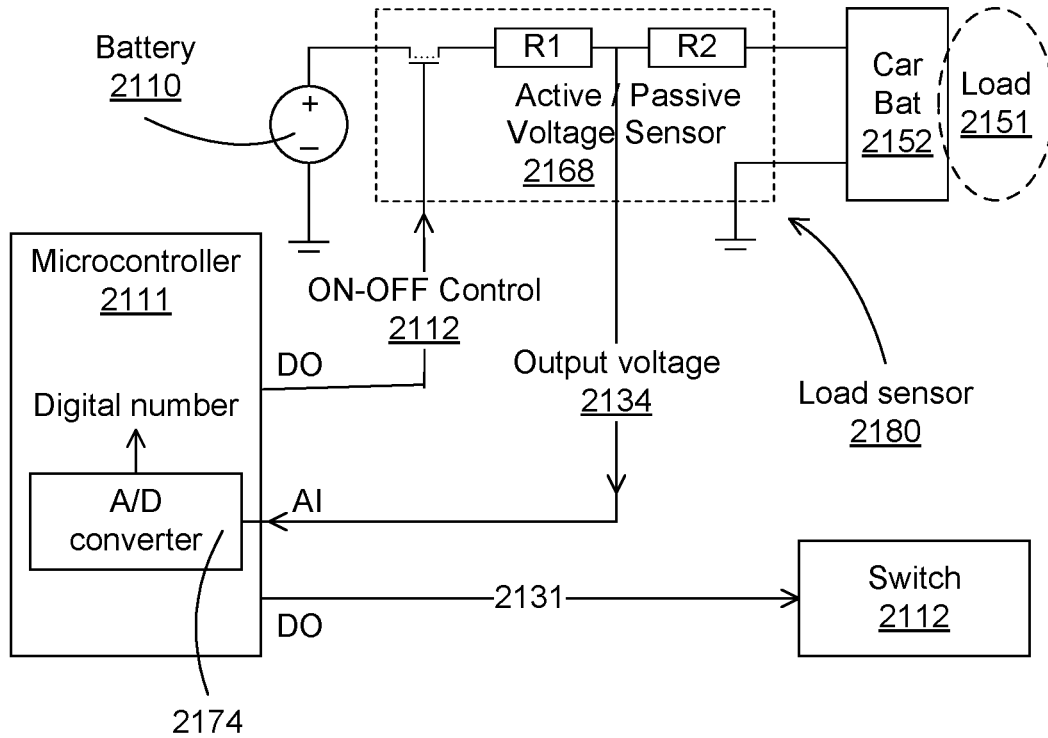 Battery
2110
+
–
R1
R2
Active / Passive
Voltage Sensor
2168
Car
Bat
2152
Load
2151
Microcontroller
2111
ON-OFF Control
2112
DO
Output voltage
2134
Load sensor
2180
Digital number
A/D
converter
AI
2131
DO
Switch
2112
2174